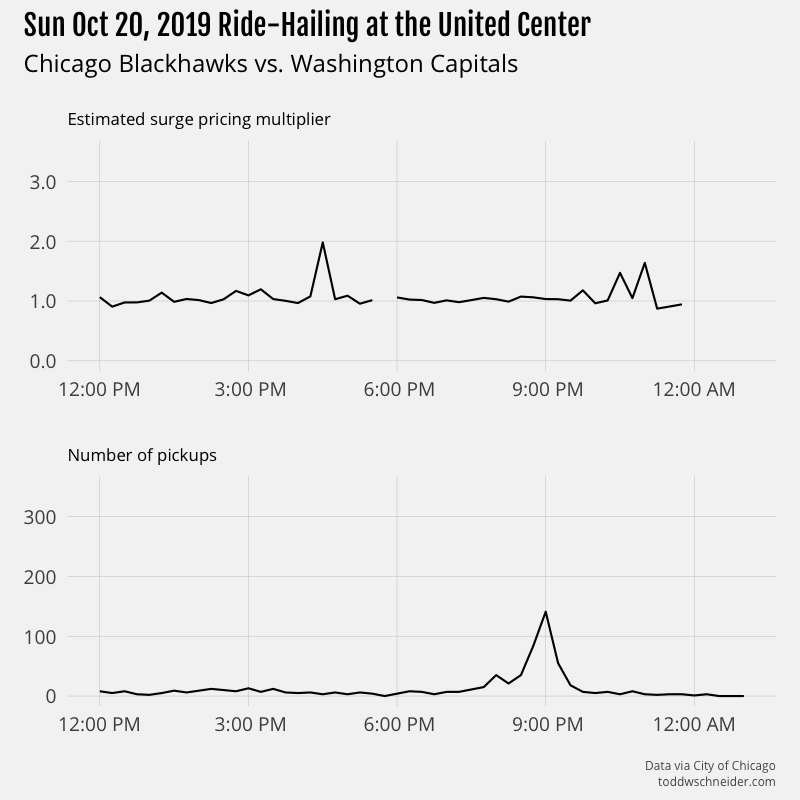 Sun Oct 20, 2019 Ride-Hailing at the United Center
Chicago Blackhawks vs. Washington Capitals
Estimated surge pricing multiplier
3.0
2.0
1.0
0.0
12:00 PM 3:00 PM 6:00 PM 9:00 PM 12:00 AM
Number of pickups
300
200
100
0
12:00 PM 3:00 PM 6:00 PM 9:00 PM 12:00 AM
Data via City of Chicago
toddwschneider.com